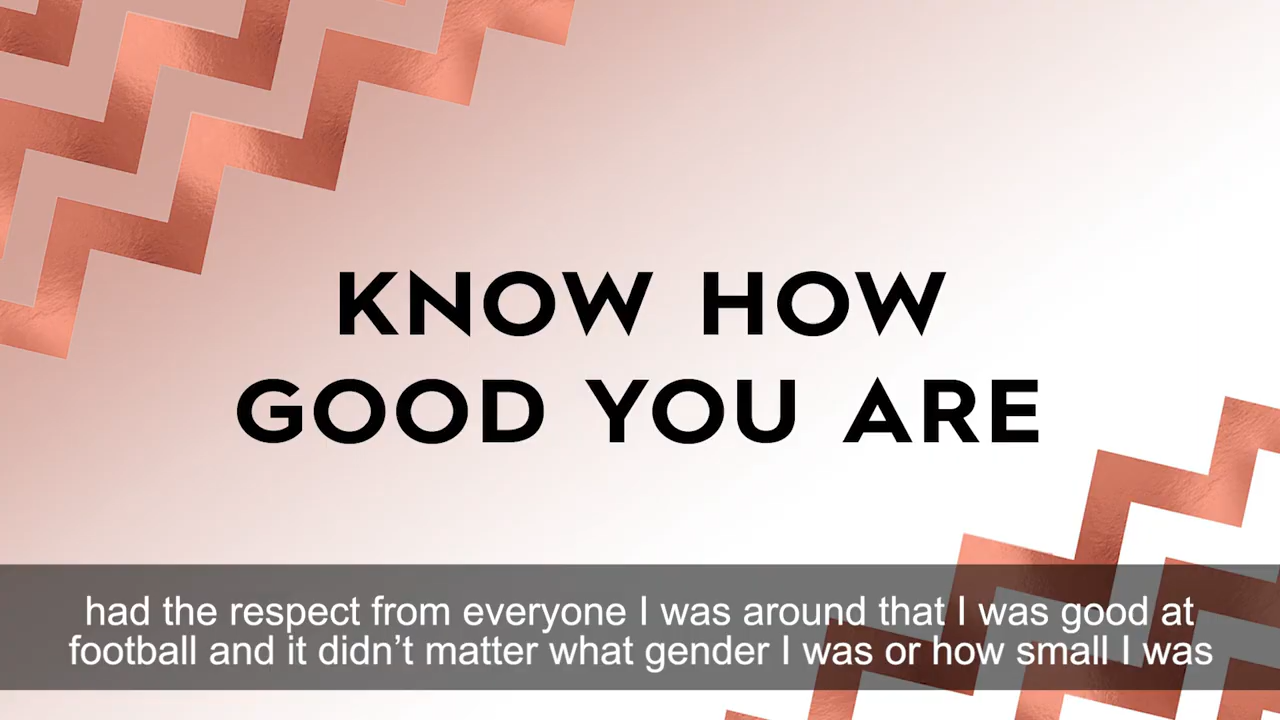 KNOW HOW
GOOD YOU ARE
had the respect from everyone I was around that I was good at
football and it didn’t matter what gender I was or how small I was